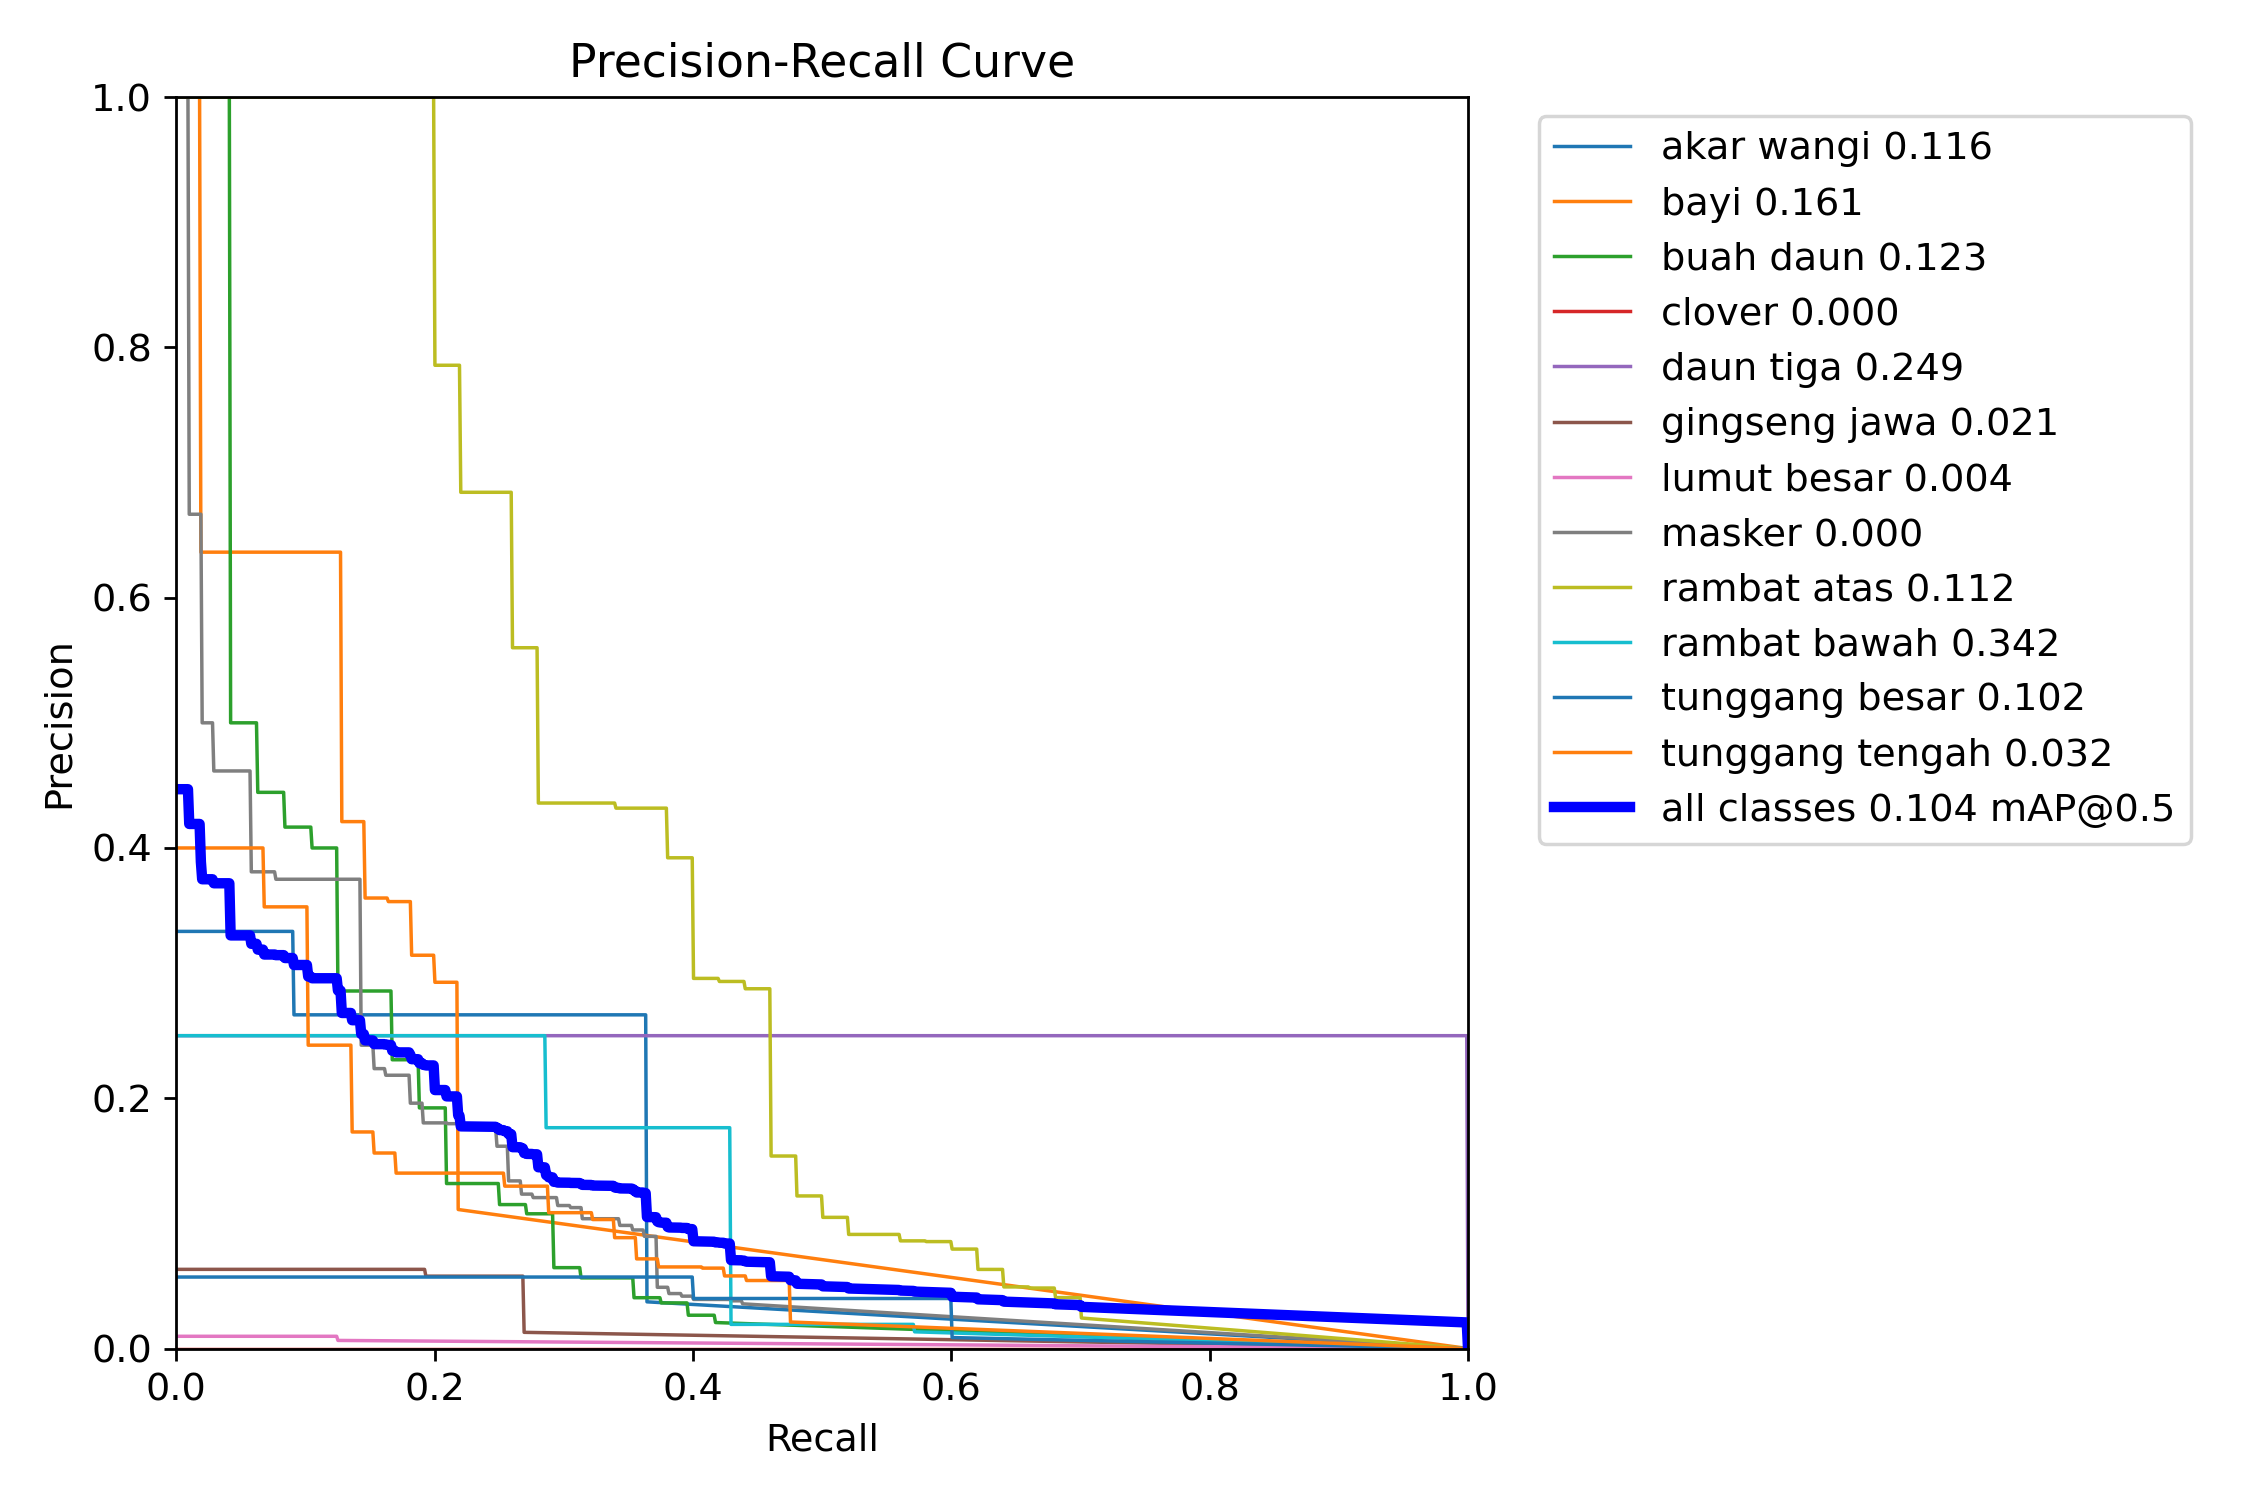 Precision-Recall Curve
1.0
0.8
0.6
0.4
0.2
0.0
Precision
0.0 0.2 0.4 0.6 0.8 1.0
Recall
akar wangi 0.116
bayi 0.161
buah daun 0.123
clover 0.000
daun tiga 0.249
gingseng jawa 0.021
lumut besar 0.004
masker 0.000
rambat atas 0.112
rambat bawah 0.342
tunggang besar 0.102
tunggang tengah 0.032
all classes 0.104 mAP@0.5